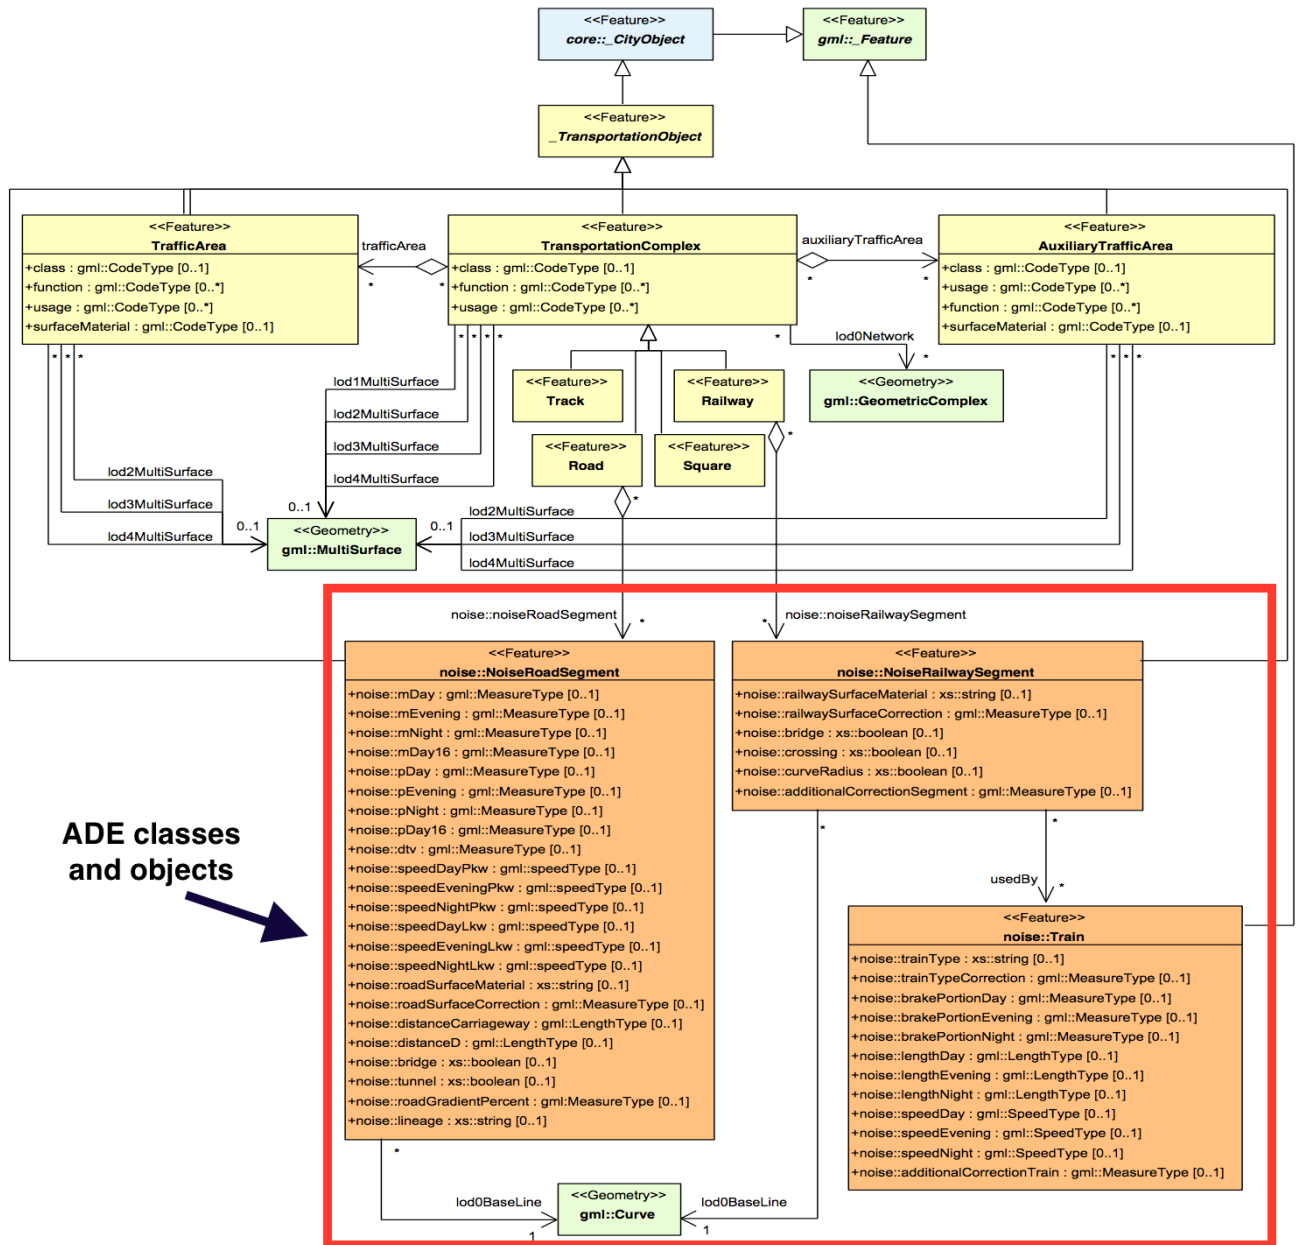 <<Feature>>
core::_CityObject
<<Feature>>
gml::_Feature
<<Feature>>
_TransportationObject
<<Feature>>
TrafficArea
+class : gml::CodeType [0..1]
+function : gml::CodeType [0..*]
+usage : gml::CodeType [0..*]
+surfaceMaterial : gml::CodeType [0..1]
trafficArea
*
*
<<Feature>>
TransportationComplex
+class : gml::CodeType [0..1]
+function : gml::CodeType [0..*]
+usage : gml::CodeType [0..*]
auxiliaryTrafficArea
*
*
<<Feature>>
AuxiliaryTrafficArea
+class : gml::CodeType [0..1]
+usage : gml::CodeType [0..*]
+function : gml::CodeType [0..*]
+surfaceMaterial : gml::CodeType [0..1]
* * *
* * * *
*
lod0Network
*
* * *
<<Geometry>>
gml::GeometricComplex
lod1MultiSurface
lod2MultiSurface
lod3MultiSurface
lod4MultiSurface
<<Feature>>
Track
<<Feature>>
Railway
*
<<Feature>>
Road
*
<<Feature>>
Square
lod2MultiSurface
lod3MultiSurface
lod4MultiSurface
0..1
0..1
0..1
<<Geometry>>
gml::MultiSurface
lod2MultiSurface
lod3MultiSurface
lod4MultiSurface
noise::noiseRoadSegment
*
*
noise::noiseRailwaySegment
<<Feature>>
noise::NoiseRoadSegment
+noise::mDay : gml::MeasureType [0..1]
+noise::mEvening : gml::MeasureType [0..1]
+noise::mNight : gml::MeasureType [0..1]
+noise::mDay16 : gml::MeasureType [0..1]
+noise::pDay : gml::MeasureType [0..1]
+noise::pEvening : gml::MeasureType [0..1]
+noise::pNight : gml::MeasureType [0..1]
+noise::pDay16 : gml::MeasureType [0..1]
+noise::dtv : gml::MeasureType [0..1]
+noise::speedDayPkw : gml::speedType [0..1]
+noise::speedEveningPkw : gml::speedType [0..1]
+noise::speedNightPkw : gml::speedType [0..1]
+noise::speedDayLkw : gml::speedType [0..1]
+noise::speedEveningLkw : gml::speedType [0..1]
+noise::speedNightLkw : gml::speedType [0..1]
+noise::roadSurfaceMaterial : xs::string [0..1]
+noise::roadSurfaceCorrection : gml::MeasureType [0..1]
+noise::distanceCarriageway : gml::LengthType [0..1]
+noise::distanceD : gml::LengthType [0..1]
+noise::bridge : xs::boolean [0..1]
+noise::tunnel : xs::boolean [0..1]
+noise::roadGradientPercent : gml:MeasureType [0..1]
+noise::lineage : xs::string [0..1]
<<Feature>>
noise::NoiseRailwaySegment
+noise::railwaySurfaceMaterial : xs::string [0..1]
+noise::railwaySurfaceCorrection : gml::MeasureType [0..1]
+noise::bridge : xs::boolean [0..1]
+noise::crossing : xs::boolean [0..1]
+noise::curveRadius : xs::boolean [0..1]
+noise::additionalCorrectionSegment : gml::MeasureType [0..1]
*
*
usedBy
*
ADE classes
and objects
<<Feature>>
noise::Train
+noise::trainType : xs::string [0..1]
+noise::trainTypeCorrection : gml::MeasureType [0..1]
+noise::brakePortionDay : gml::MeasureType [0..1]
+noise::brakePortionEvening : gml::MeasureType [0..1]
+noise::brakePortionNight : gml::MeasureType [0..1]
+noise::lengthDay : gml::LengthType [0..1]
+noise::lengthEvening : gml::LengthType [0..1]
+noise::lengthNight : gml::LengthType [0..1]
+noise::speedDay : gml::SpeedType [0..1]
+noise::speedEvening : gml::SpeedType [0..1]
+noise::speedNight : gml::SpeedType [0..1]
+noise::additionalCorrectionTrain : gml::MeasureType [0..1]
*
lod0BaseLine
1
<<Geometry>>
gml::Curve
lod0BaseLine
1